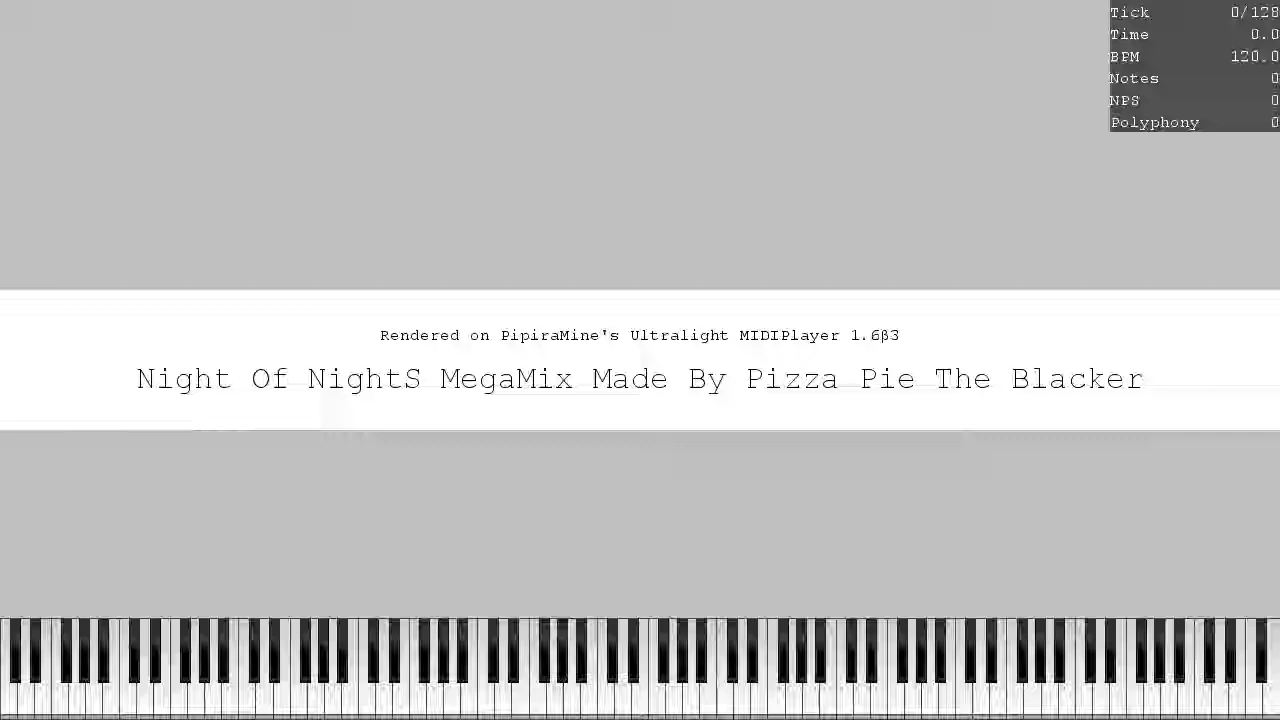 Tick 0/128
Time 0.0
BPM 120.0
Notes 0
NPS 0
Polyphony 0
Rendered on PipiraMine's Ultralight MIDIPlayer 1.6β3
Night Of NightS MegaMix Made By Pizza Pie The Blacker